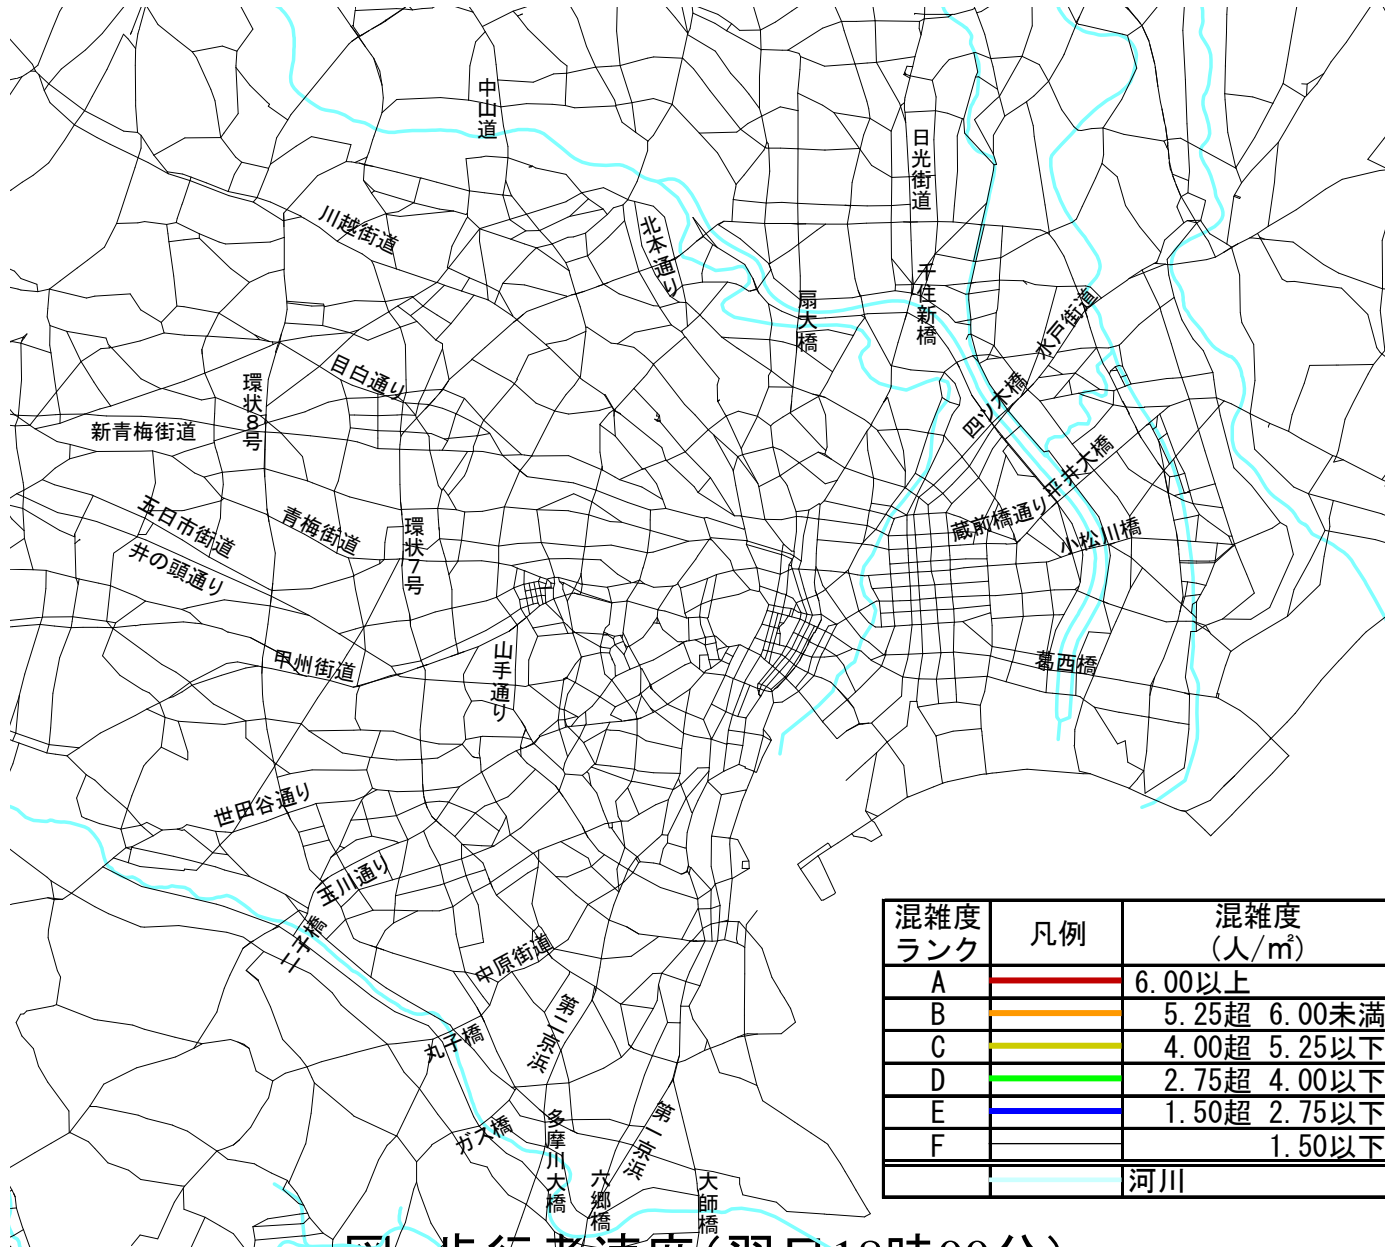 中山道
日光街道
川越街道
北本通り
千住新橋
扇大橋
水戸街道
目白通り
環状8号
四ツ木橋
新青梅街道
平井大橋
五日市街道
青梅街道
環状7号
蔵前橋通り
小松川橋
井の頭通り
甲州街道
山手通り
葛西橋
世田谷通り
玉川通り
二子橋
中原街道
第二京浜
丸子橋
ガス橋
多摩川大橋
第一京浜
六郷橋
大師橋
混雑度ランク 凡例 混雑度(人/㎡)
A 6.00以上
B 5.25超 6.00未満
C 4.00超 5.25以下
D 2.75超 4.00以下
E 1.50超 2.75以下
F 1.50以下
河川